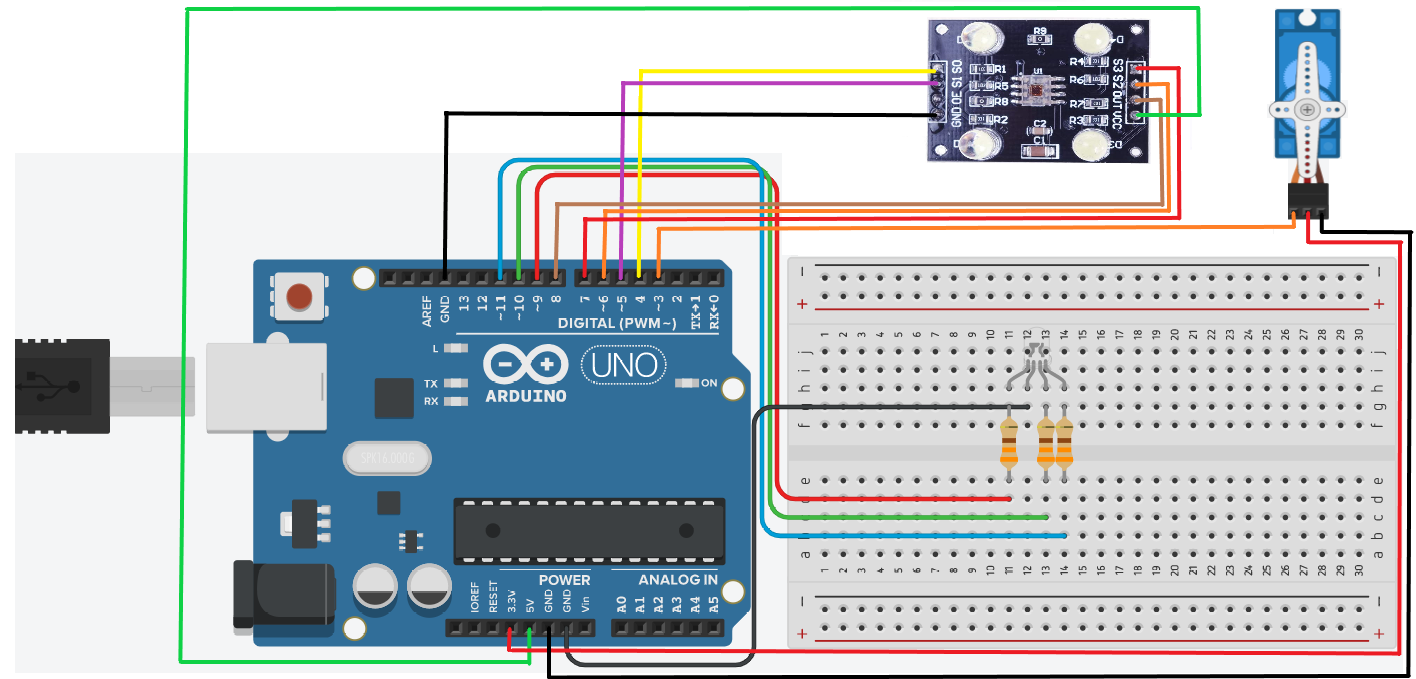 R9
S0
S1
OE
GND
R1
R5
R8
R2
U1
C2
C1
R4
R6
R7
R3
S3
S2
OUT
VCC
D3
AREF
GND
13
12
~11
~10
~9
8
7
~6
~5
4
~3
2
TX→1
RX←0
DIGITAL (PWM~)
L
TX
RX
UNO
ARDUINO
ON
SPK16.000G
POWER
ANALOG IN
IOREF
RESET
3.3V
5V
GND
GND
Vin
A0
A1
A2
A3
A4
A5
1 2 3 4 5 6 7 8 9 10 11 12 13 14 15 16 17 18 19 20 21 22 23 24 25 26 27 28 29 30
j j
i i
h h
g g
f f
e e
d d
c c
b b
a a
1 2 3 4 5 6 7 8 9 10 11 12 13 14 15 16 17 18 19 20 21 22 23 24 25 26 27 28 29 30